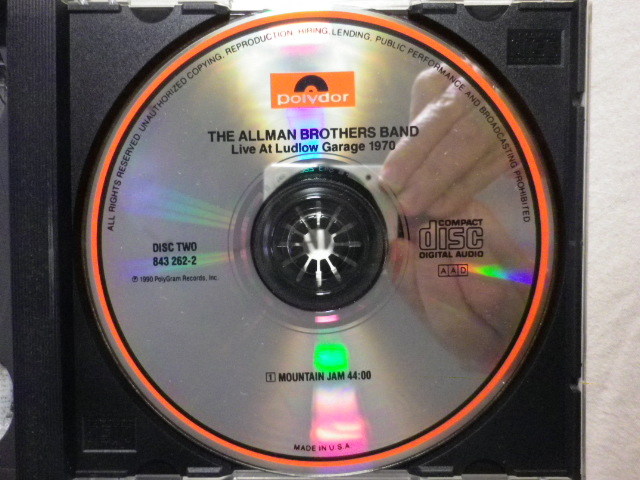 ALL RIGHTS RESERVED. UNAUTHORIZED COPYING, REPRODUCTION, HIRING, LENDING, PUBLIC PERFORMANCE AND BROADCASTING PROHIBITED
polydor
THE ALLMAN BROTHERS BAND
Live At Ludlow Garage 1970
DISC TWO
843 262-2
℗ 1990 PolyGram Records, Inc.
COMPACT
disc
DIGITAL AUDIO
AAD
1 MOUNTAIN JAM 44:00
MADE IN U.S.A.